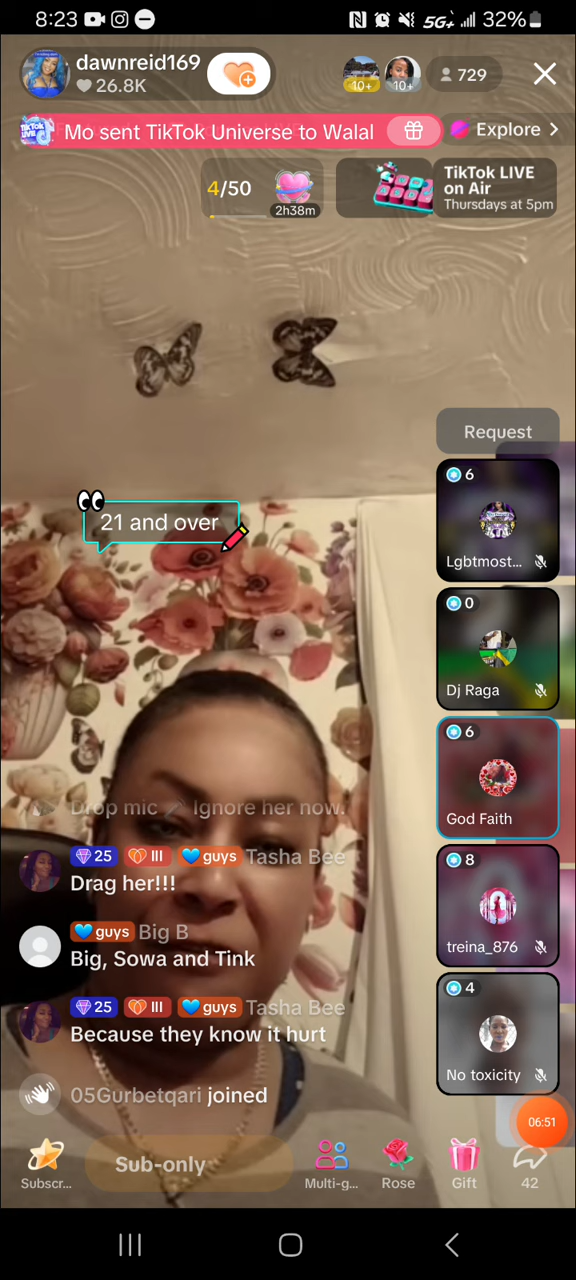 8:23
5G+
32%
dawnreid169
26.8K
10+
10+
729
TikTok LIVE
Mo sent TikTok Universe to Walal
Explore >
4/50
2h38m
TikTok LIVE
on Air
Thursdays at 5pm
Request
6
Lgbtmost...
21 and over
0
Dj Raga
6
God Faith
Drop mic Ignore her now.
25 III guys Tasha Bee
Drag her!!!
8
treina_876
guys Big B
Big, Sowa and Tink
4
No toxicity
25 III guys Tasha Bee
Because they know it hurt
05Gurbetqari joined
06:51
Sub-only
Subscr...
Multi-g...
Rose
Gift
42